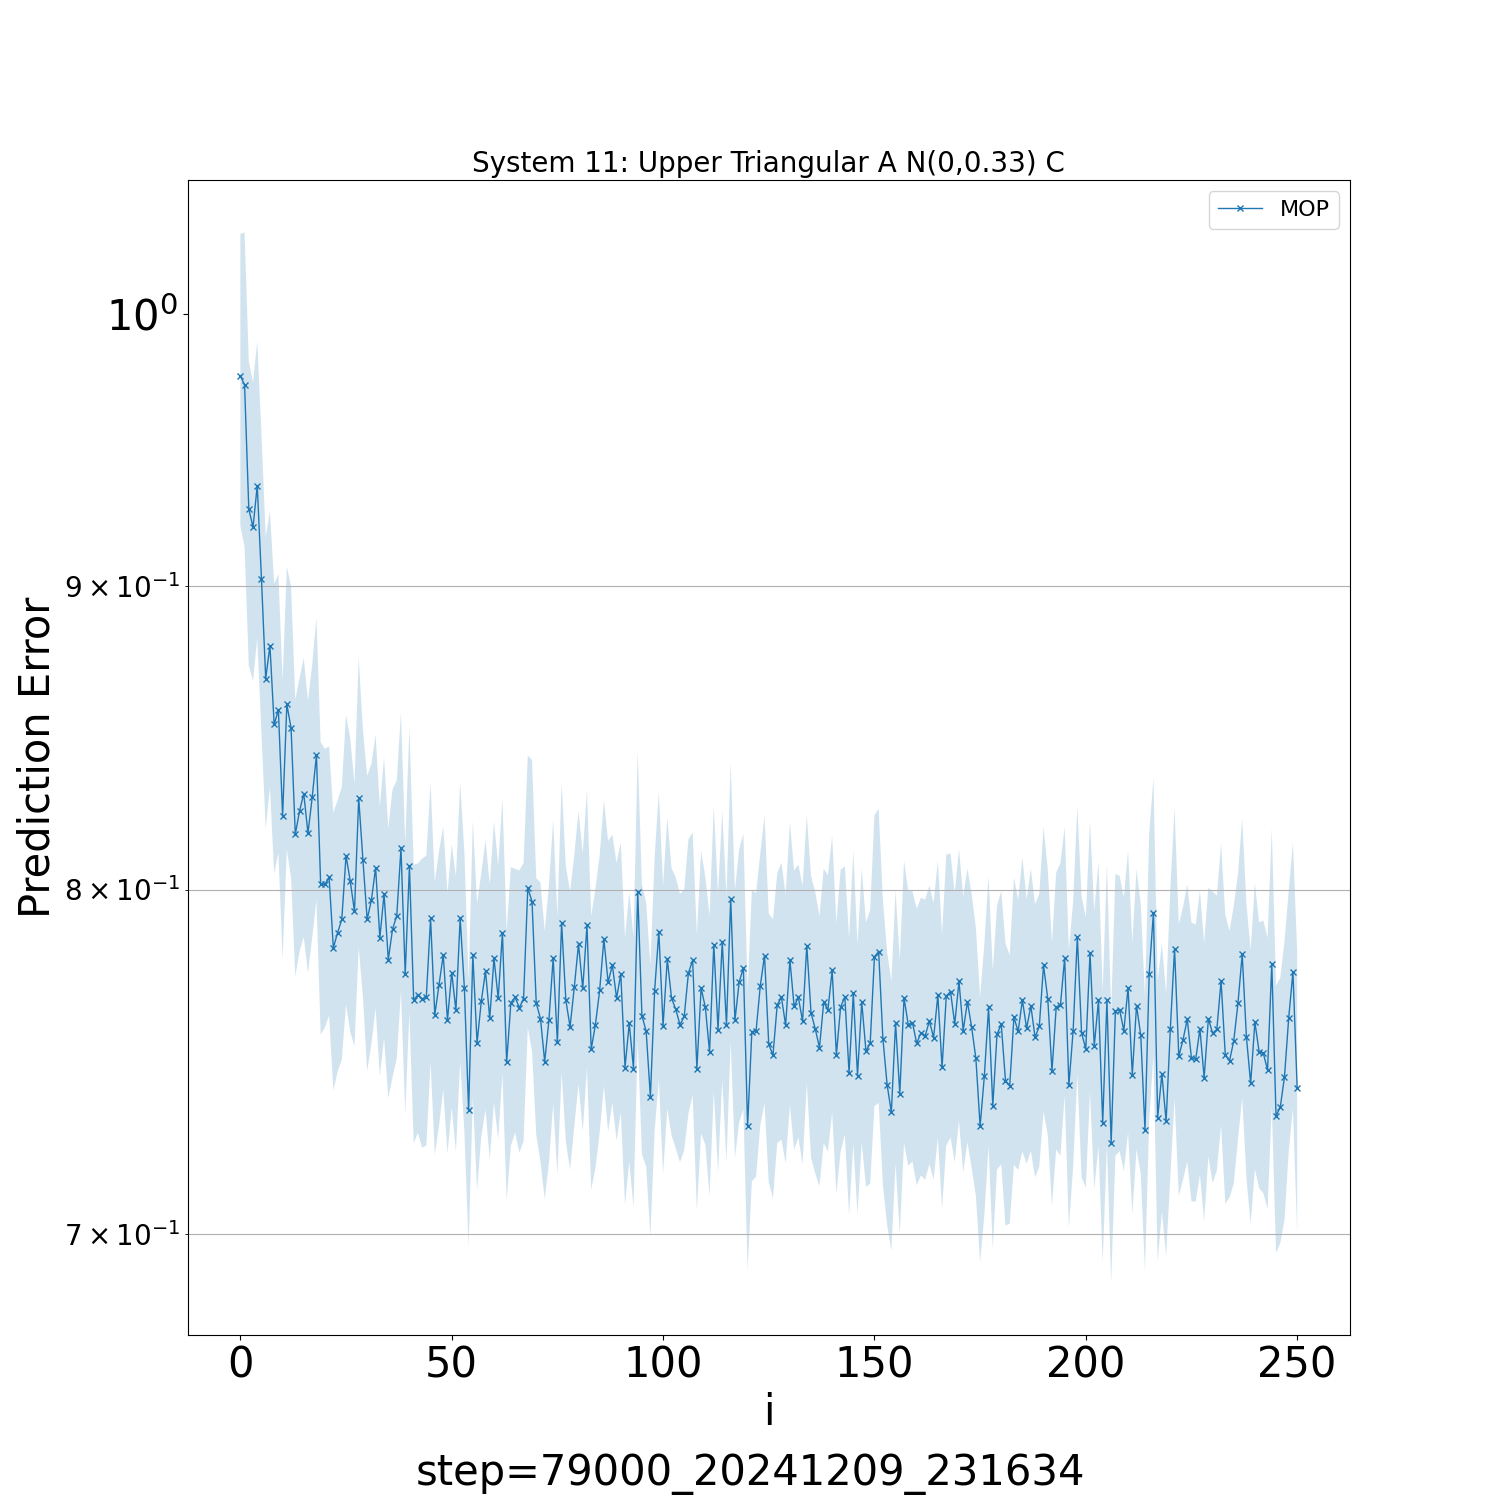 System 11: Upper Triangular A N(0,0.33) C
MOP
10⁰
9 × 10⁻¹
8 × 10⁻¹
7 × 10⁻¹
Prediction Error
0 50 100 150 200 250
i
step=79000_20241209_231634